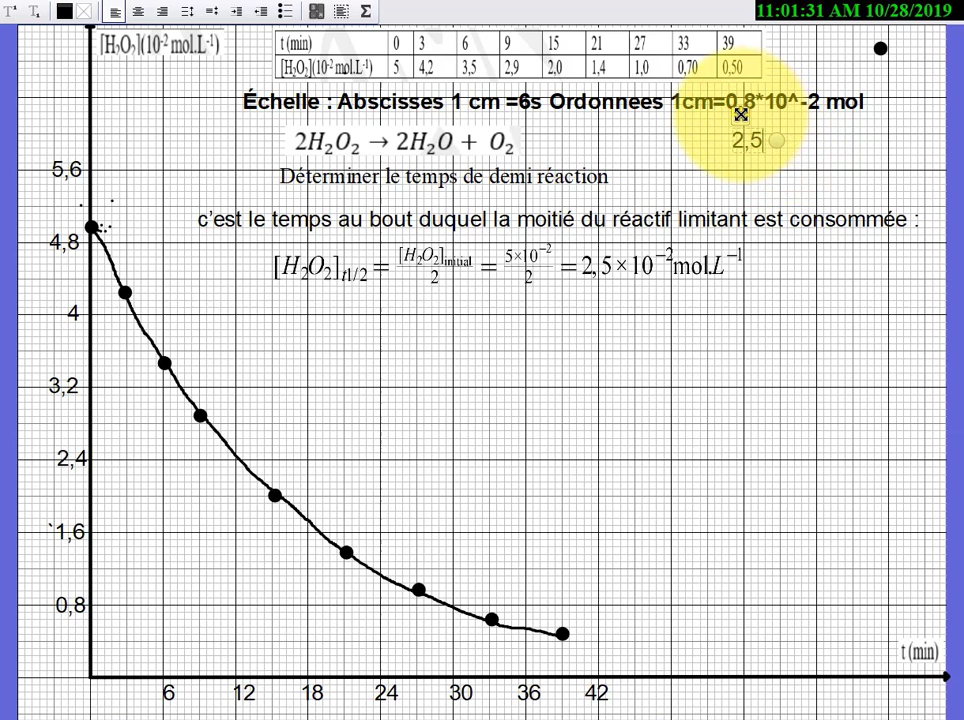 11:01:31 AM 10/28/2019
[H₂O₂](10⁻² mol.L⁻¹)
t (min) 0 3 6 9 15 21 27 33 39
[H₂O₂](10⁻² mol.L⁻¹) 5 4,2 3,5 2,9 2,0 1,4 1,0 0,70 0,50
Échelle : Abscisses 1 cm =6s Ordonnees 1cm=0,8*10^-2 mol
2H₂O₂ → 2H₂O + O₂
2,5
Déterminer le temps de demi réaction
c'est le temps au bout duquel la moitié du réactif limitant est consommée :
[H₂O₂]t1/2 = [H₂O₂]initial / 2 = 5×10⁻² / 2 = 2,5×10⁻² mol.L⁻¹
5,6
4,8
4
3,2
2,4
`1,6
0,8
t (min)
6 12 18 24 30 36 42